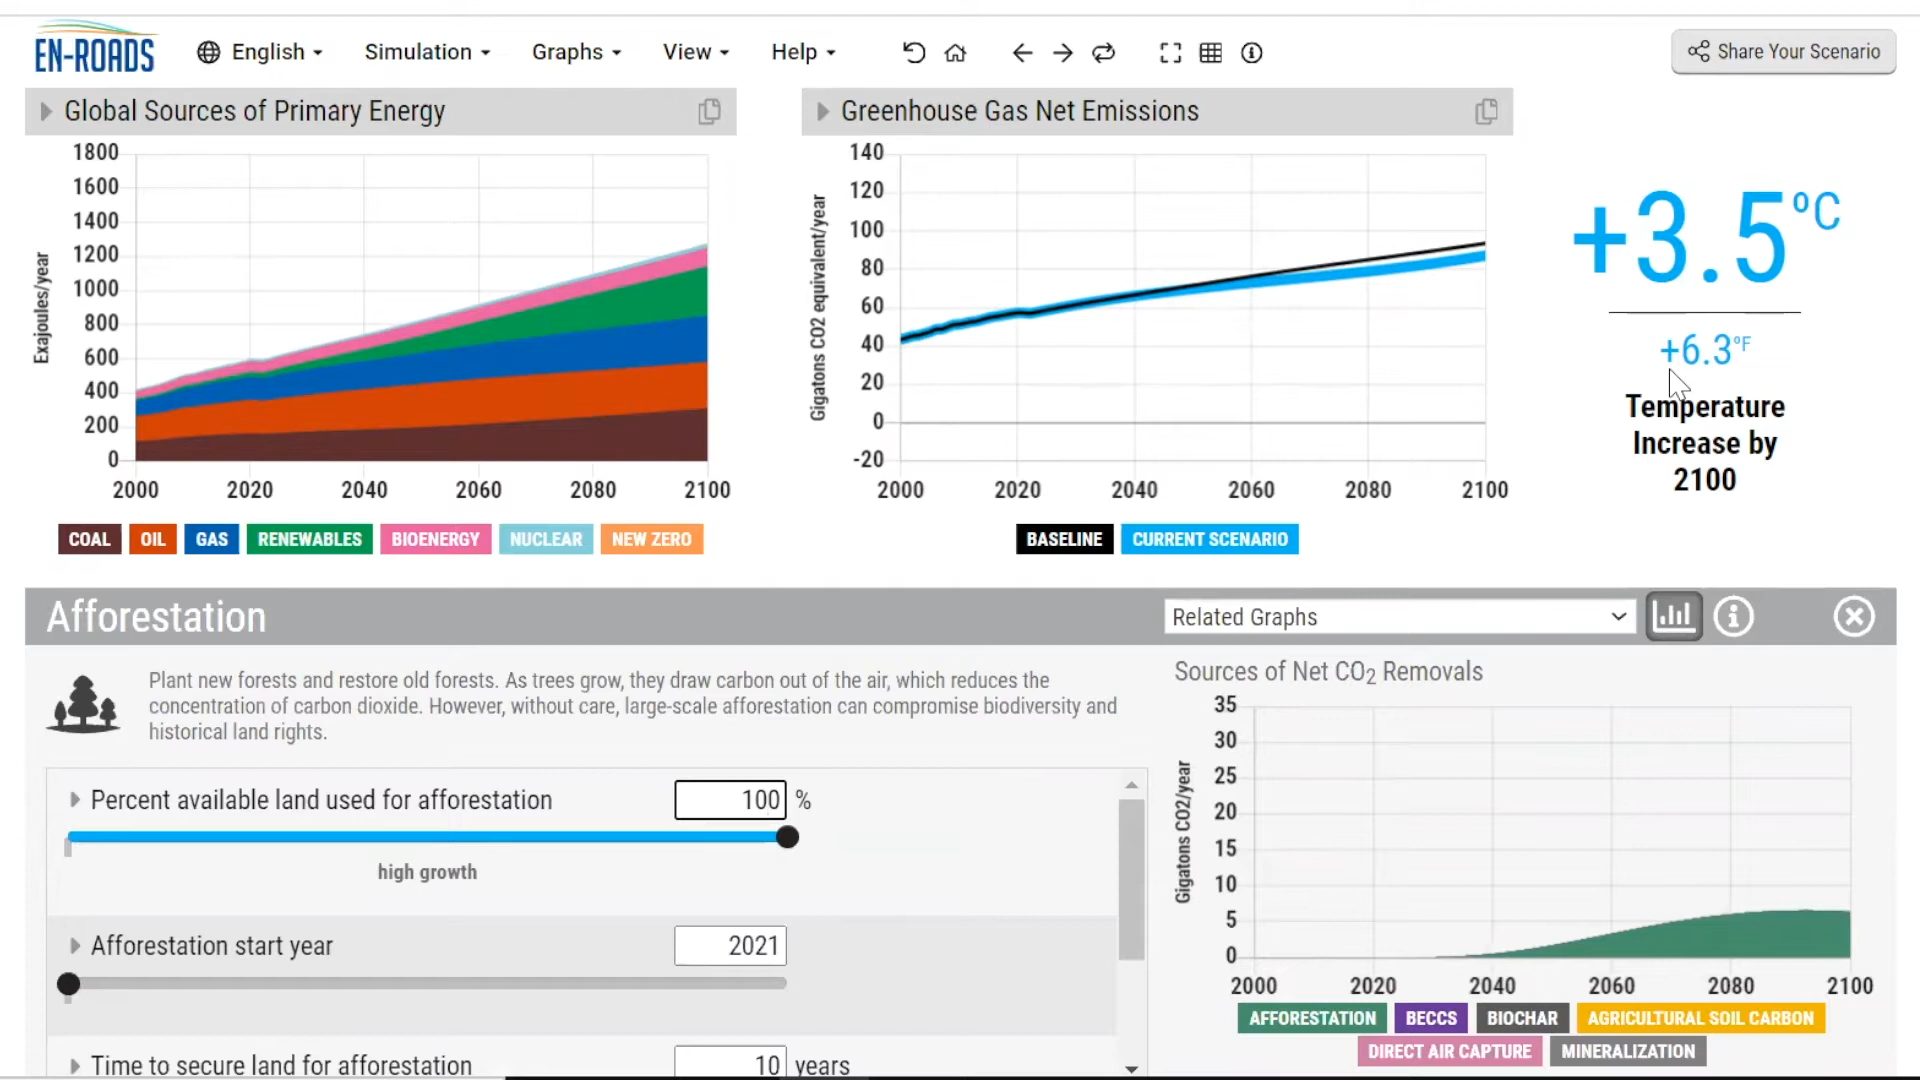 EN-ROADS
English
Simulation
Graphs
View
Help
Share Your Scenario
Global Sources of Primary Energy
Exajoules/year
1800
1600
1400
1200
1000
800
600
400
200
0
2000 2020 2040 2060 2080 2100
COAL OIL GAS RENEWABLES BIOENERGY NUCLEAR NEW ZERO
Greenhouse Gas Net Emissions
Gigatons CO2 equivalent/year
140
120
100
80
60
40
20
0
-20
2000 2020 2040 2060 2080 2100
BASELINE CURRENT SCENARIO
+3.5°C
+6.3°F
Temperature
Increase by
2100
Afforestation
Related Graphs
Plant new forests and restore old forests. As trees grow, they draw carbon out of the air, which reduces the
concentration of carbon dioxide. However, without care, large-scale afforestation can compromise biodiversity and
historical land rights.
Percent available land used for afforestation 100 %
high growth
Afforestation start year 2021
Time to secure land for afforestation 10 years
Sources of Net CO2 Removals
Gigatons CO2/year
35
30
25
20
15
10
5
0
2000 2020 2040 2060 2080 2100
AFFORESTATION BECCS BIOCHAR AGRICULTURAL SOIL CARBON
DIRECT AIR CAPTURE MINERALIZATION